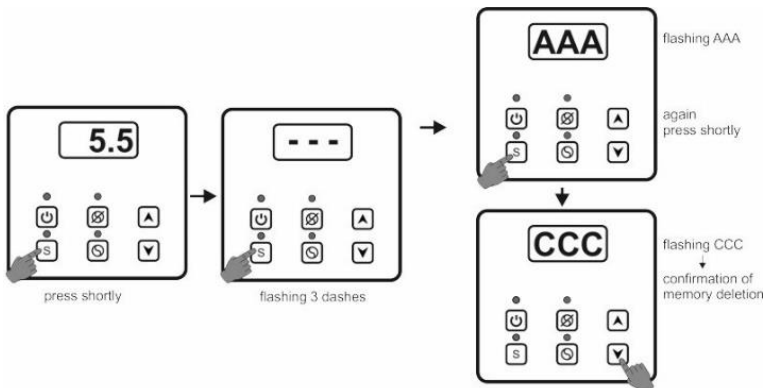 5.5
S
press shortly
- - -
S
flashing 3 dashes
AAA
S
flashing AAA
again
press shortly
CCC
S
flashing CCC
confirmation of
memory deletion